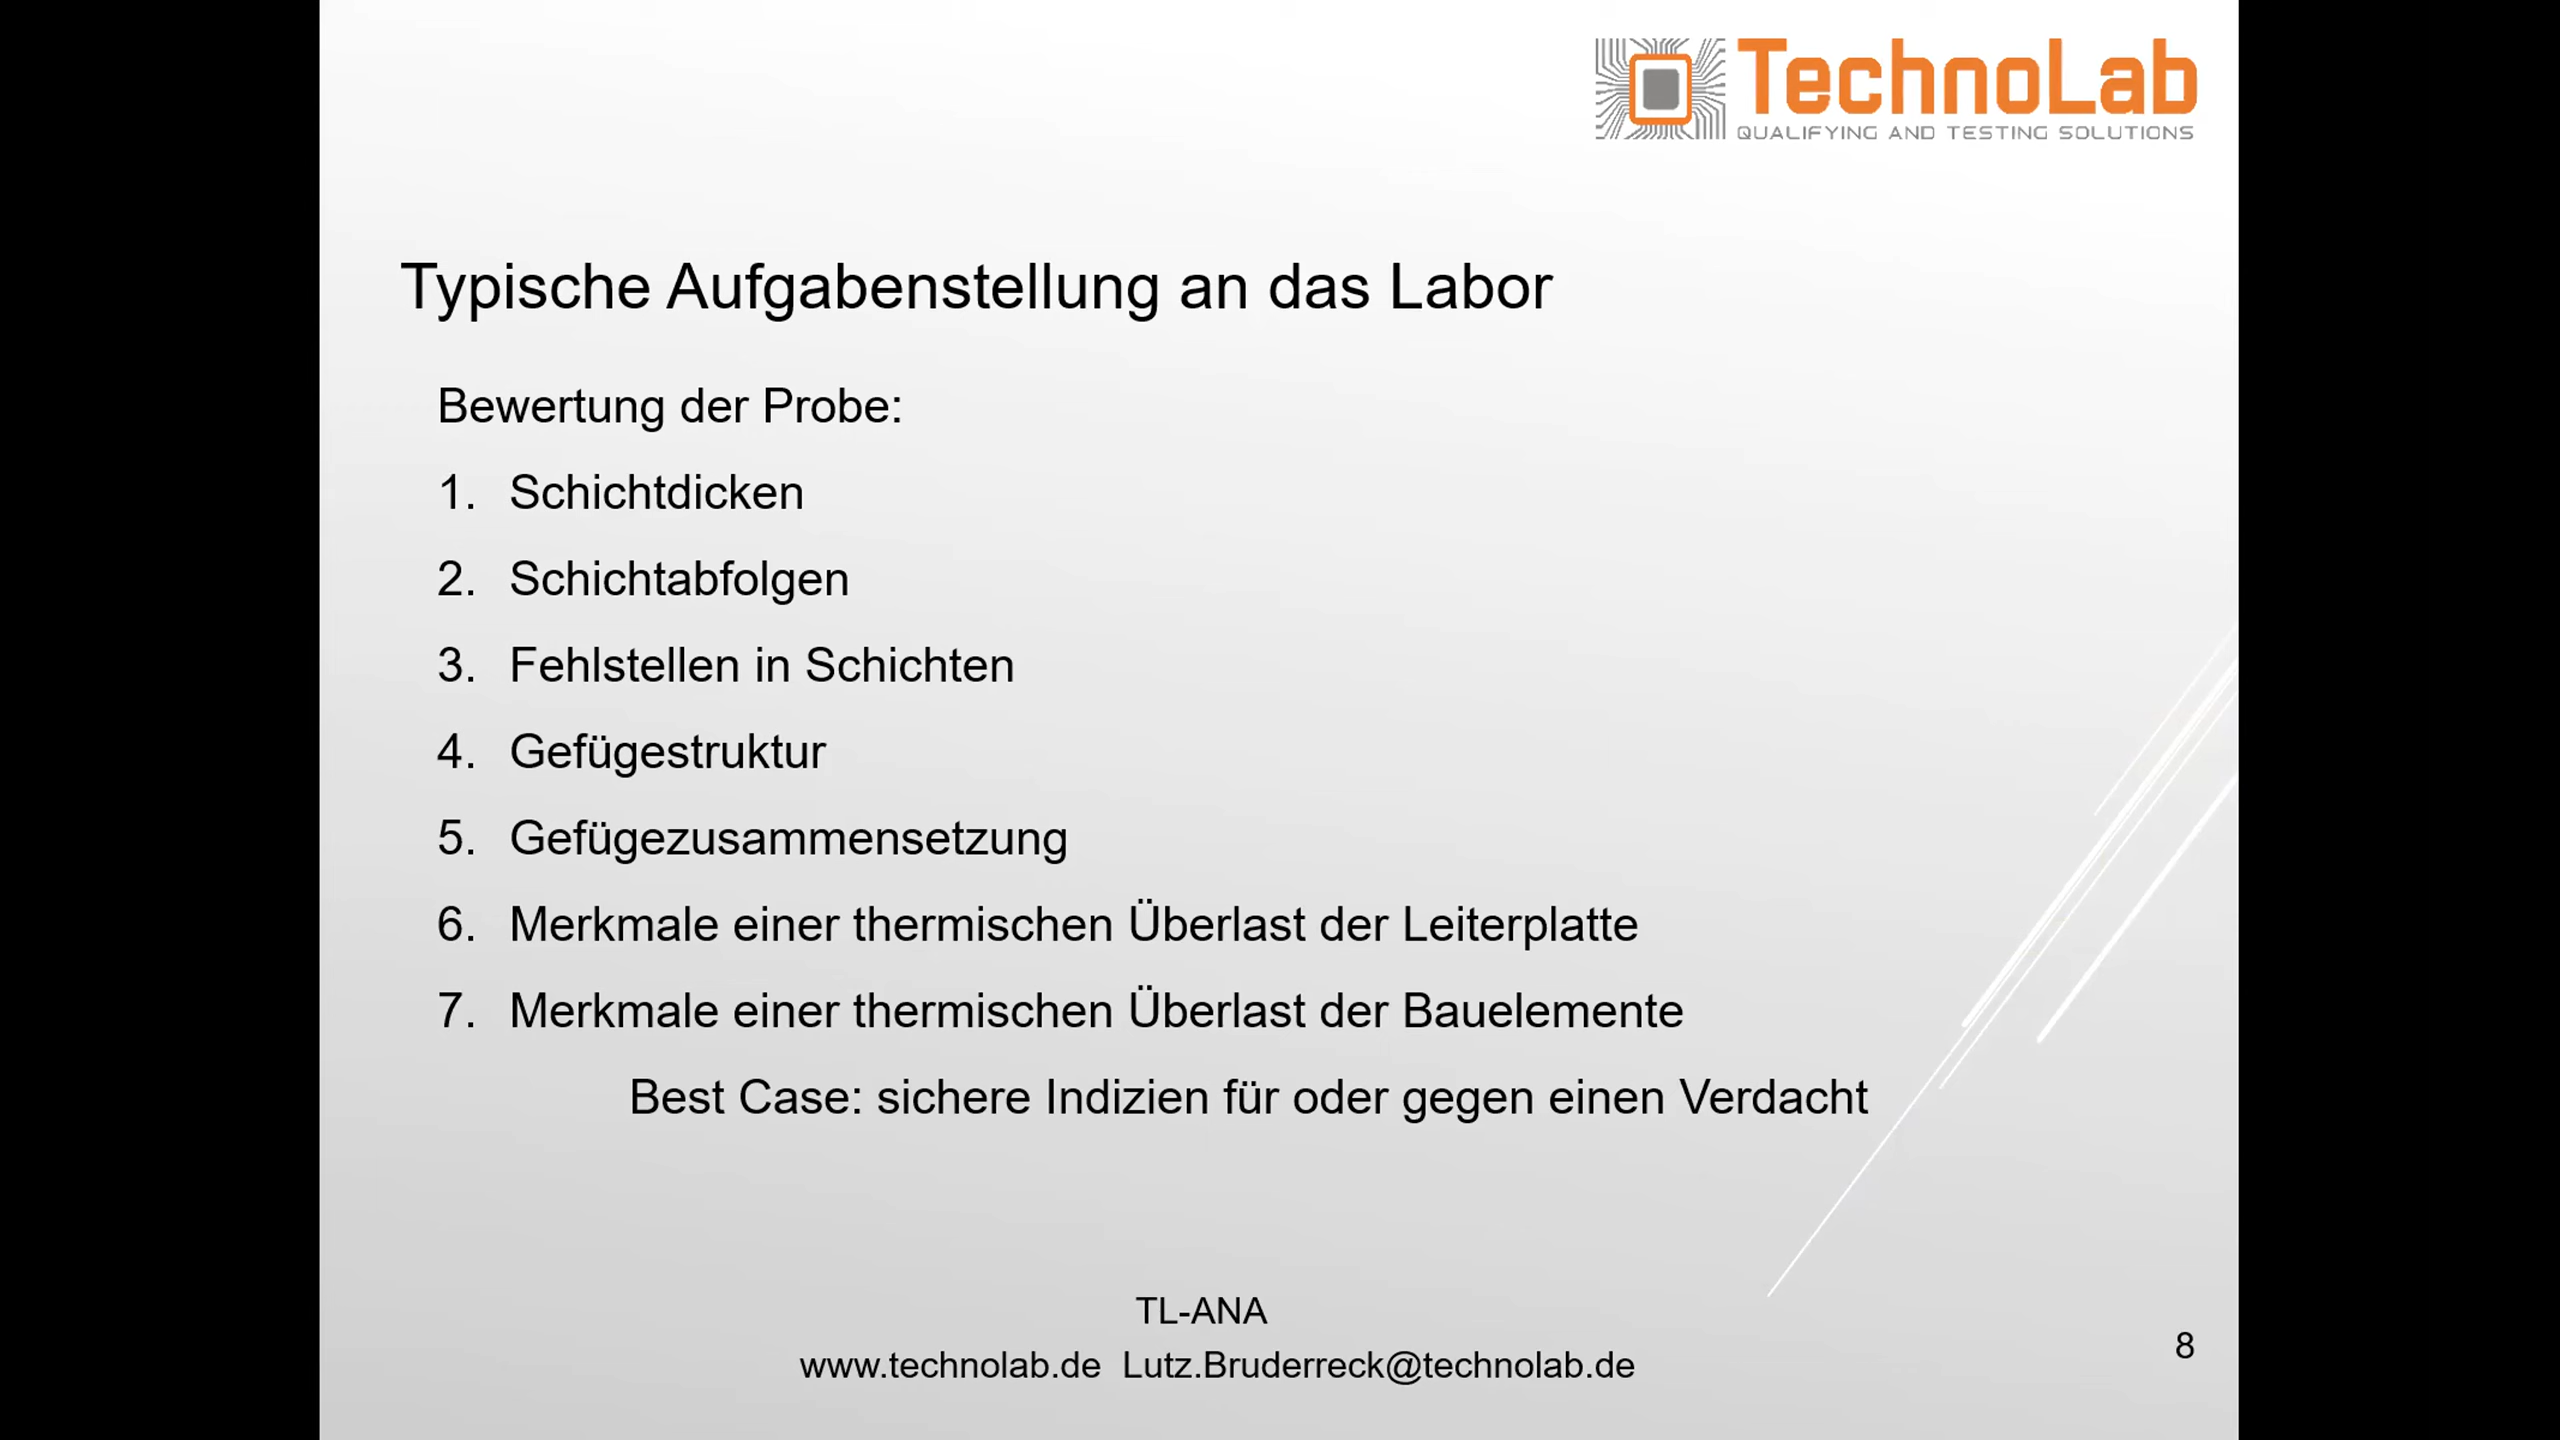 TechnoLab
QUALIFYING AND TESTING SOLUTIONS
Typische Aufgabenstellung an das Labor
Bewertung der Probe:
1. Schichtdicken
2. Schichtabfolgen
3. Fehlstellen in Schichten
4. Gefügestruktur
5. Gefügezusammensetzung
6. Merkmale einer thermischen Überlast der Leiterplatte
7. Merkmale einer thermischen Überlast der Bauelemente
Best Case: sichere Indizien für oder gegen einen Verdacht
TL-ANA
www.technolab.de Lutz.Bruderreck@technolab.de
8